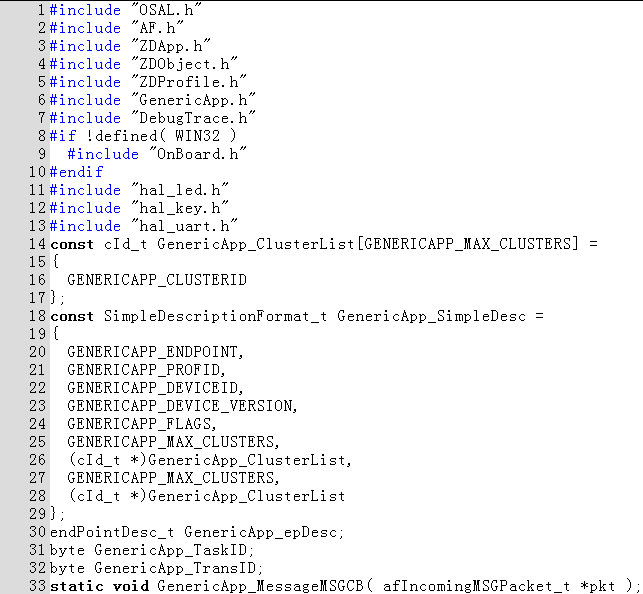 1 #include "OSAL.h"
2 #include "AF.h"
3 #include "ZDApp.h"
4 #include "ZDObject.h"
5 #include "ZDProfile.h"
6 #include "GenericApp.h"
7 #include "DebugTrace.h"
8 #if !defined( WIN32 )
9   #include "OnBoard.h"
10 #endif
11 #include "hal_led.h"
12 #include "hal_key.h"
13 #include "hal_uart.h"
14 const cId_t GenericApp_ClusterList[GENERICAPP_MAX_CLUSTERS] =
15 {
16   GENERICAPP_CLUSTERID
17 };
18 const SimpleDescriptionFormat_t GenericApp_SimpleDesc =
19 {
20   GENERICAPP_ENDPOINT,
21   GENERICAPP_PROFID,
22   GENERICAPP_DEVICEID,
23   GENERICAPP_DEVICE_VERSION,
24   GENERICAPP_FLAGS,
25   GENERICAPP_MAX_CLUSTERS,
26   (cId_t *)GenericApp_ClusterList,
27   GENERICAPP_MAX_CLUSTERS,
28   (cId_t *)GenericApp_ClusterList
29 };
30 endPointDesc_t GenericApp_epDesc;
31 byte GenericApp_TaskID;
32 byte GenericApp_TransID;
33 static void GenericApp_MessageMSGCB( afIncomingMSGPacket_t *pkt );